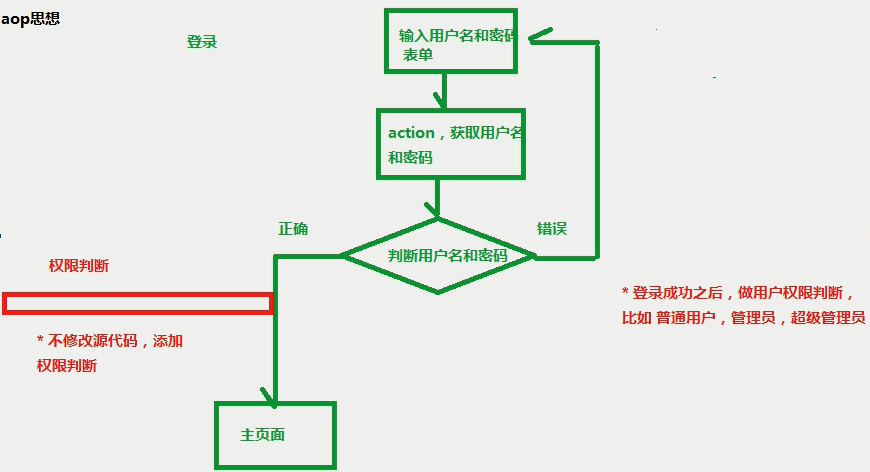 aop思想
登录
输入用户名和密码
表单
action，获取用户名
和密码
正确
错误
判断用户名和密码
权限判断
* 登录成功之后，做用户权限判断，
比如 普通用户，管理员，超级管理员
* 不修改源代码，添加
权限判断
主页面